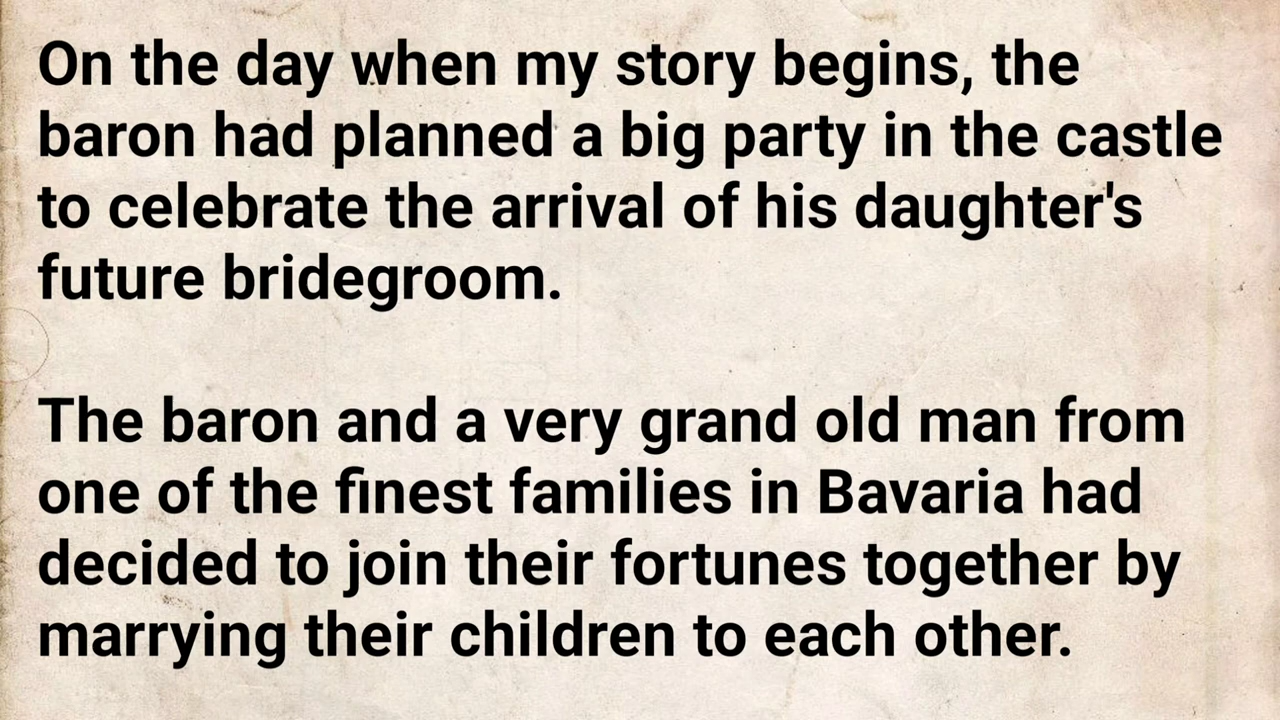 On the day when my story begins, the
baron had planned a big party in the castle
to celebrate the arrival of his daughter's
future bridegroom.
The baron and a very grand old man from
one of the finest families in Bavaria had
decided to join their fortunes together by
marrying their children to each other.